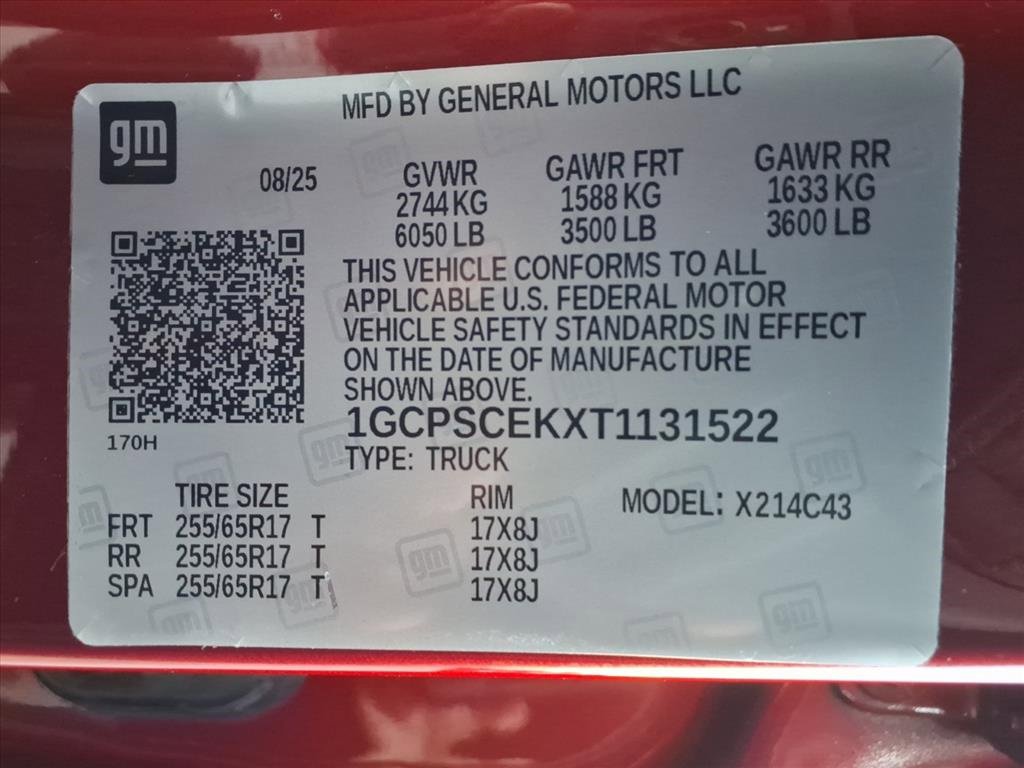 MFD BY GENERAL MOTORS LLC
gm
08/25
GVWR GAWR FRT GAWR RR
2744 KG 1588 KG 1633 KG
6050 LB 3500 LB 3600 LB
THIS VEHICLE CONFORMS TO ALL
APPLICABLE U.S. FEDERAL MOTOR
VEHICLE SAFETY STANDARDS IN EFFECT
ON THE DATE OF MANUFACTURE
SHOWN ABOVE.
1GCPSCEKXT1131522
170H
TYPE: TRUCK
TIRE SIZE RIM MODEL: X214C43
FRT 255/65R17 T 17X8J
RR 255/65R17 T 17X8J
SPA 255/65R17 T 17X8J